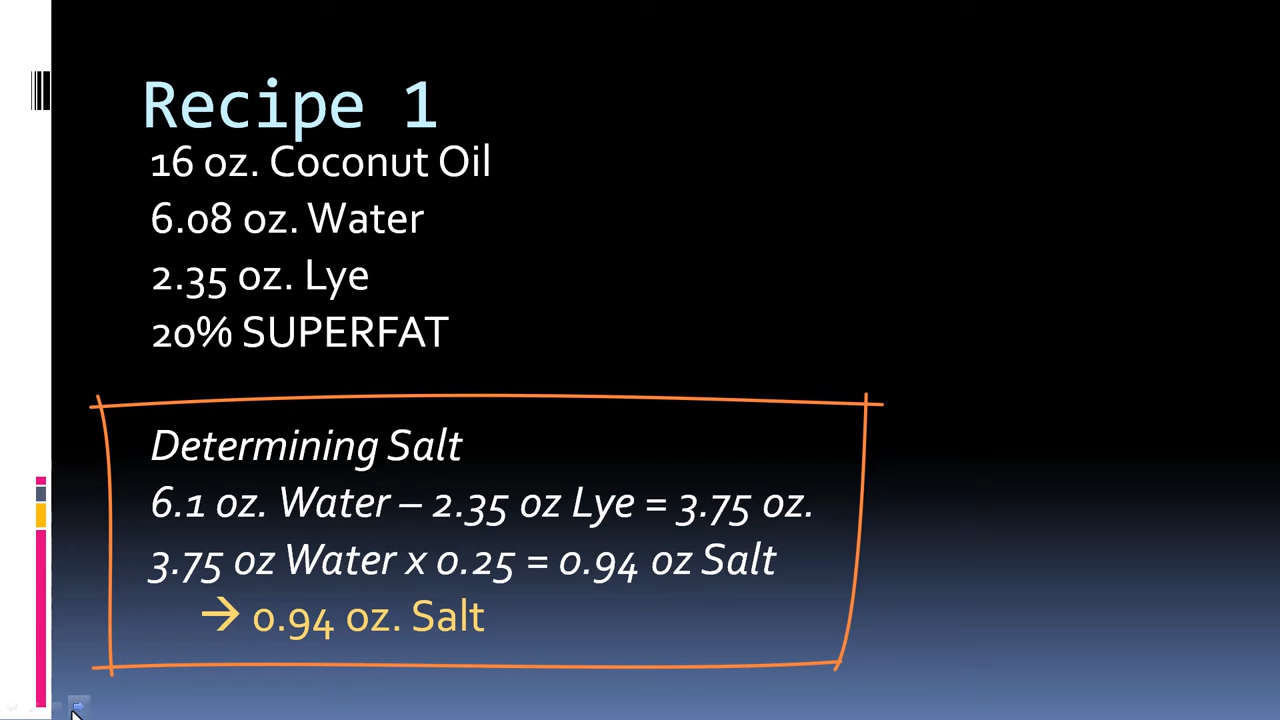 Recipe 1
16 oz. Coconut Oil
6.08 oz. Water
2.35 oz. Lye
20% SUPERFAT
Determining Salt
6.1 oz. Water – 2.35 oz Lye = 3.75 oz.
3.75 oz Water x 0.25 = 0.94 oz Salt
→ 0.94 oz. Salt